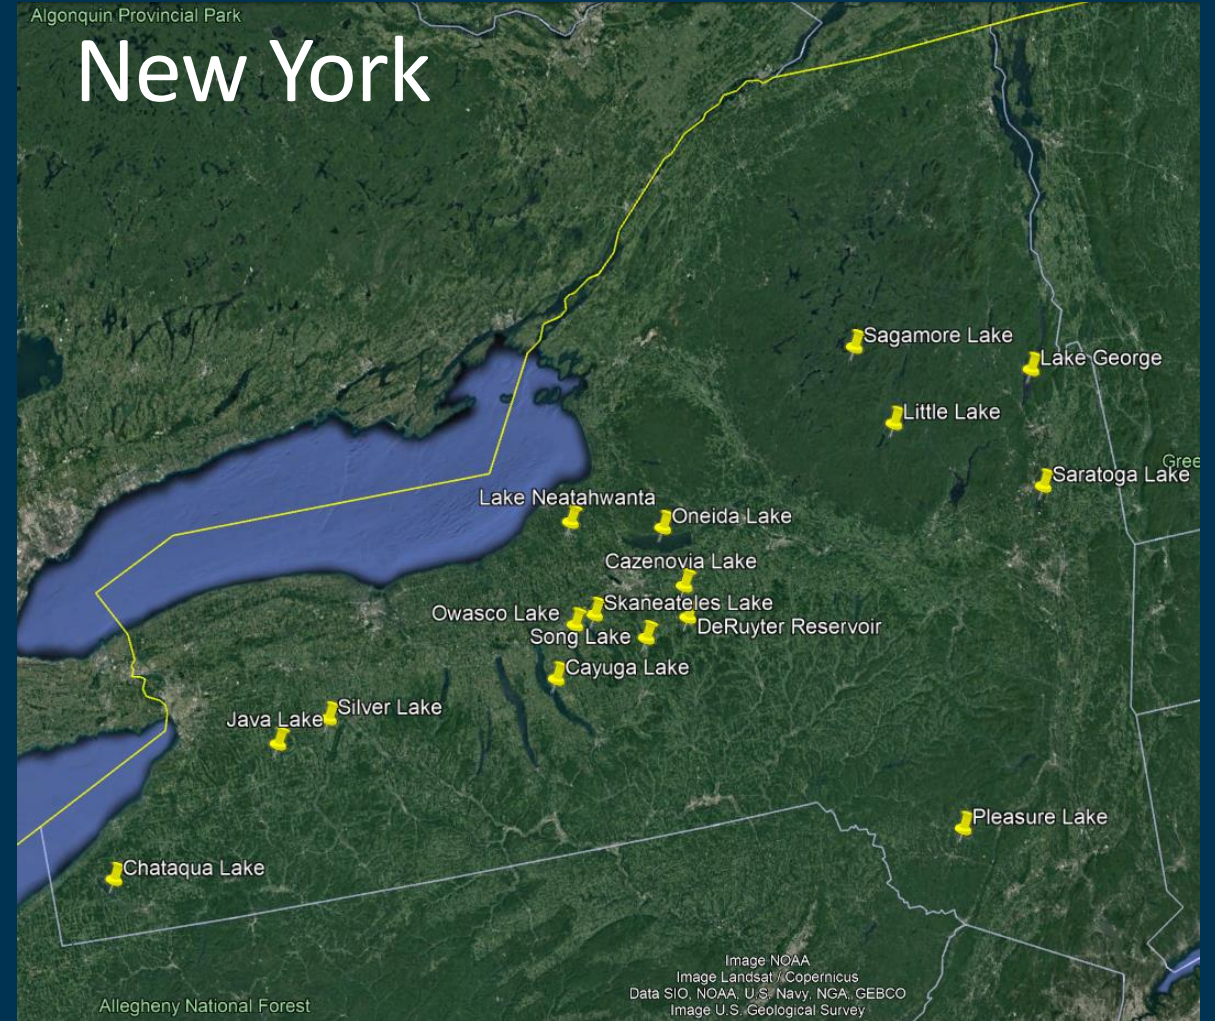 Algonquin Provincial Park
New York
Sagamore Lake
Lake George
Little Lake
Gree
Saratoga Lake
Lake Neatahwanta
Oneida Lake
Cazenovia Lake
Skaneateles Lake
Owasco Lake
DeRuyter Reservoir
Song Lake
Cayuga Lake
Silver Lake
Java Lake
Pleasure Lake
Chataqua Lake
Image NOAA
Image Landsat / Copernicus
Data SIO, NOAA, U.S. Navy, NGA, GEBCO
Image U.S. Geological Survey
Allegheny National Forest